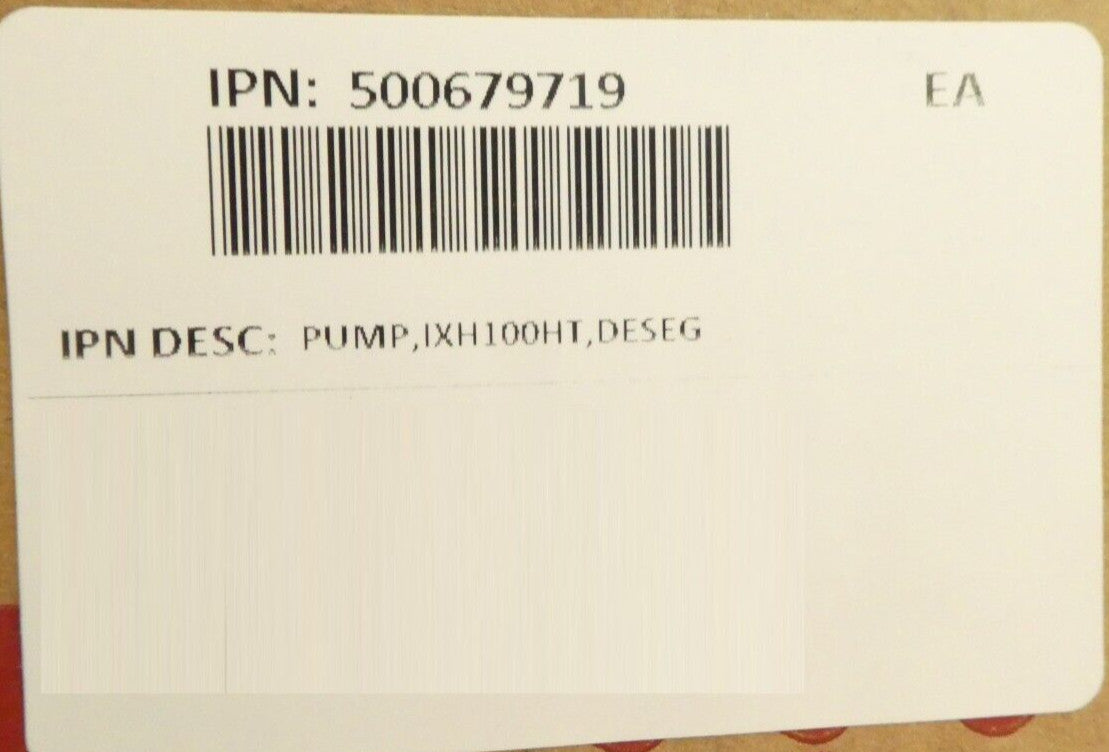 IPN: 500679719 EA
IPN DESC: PUMP,IXH100HT,DESEG